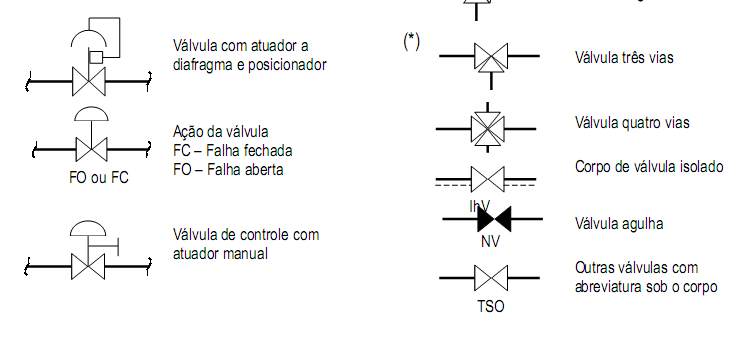 Válvula com atuador a
diafragma e posicionador
Ação da válvula
FC – Falha fechada
FO – Falha aberta
FO ou FC
Válvula de controle com
atuador manual
(*)
Válvula três vias
Válvula quatro vias
Corpo de válvula isolado
IhV
Válvula agulha
NV
Outras válvulas com
abreviatura sob o corpo
TSO